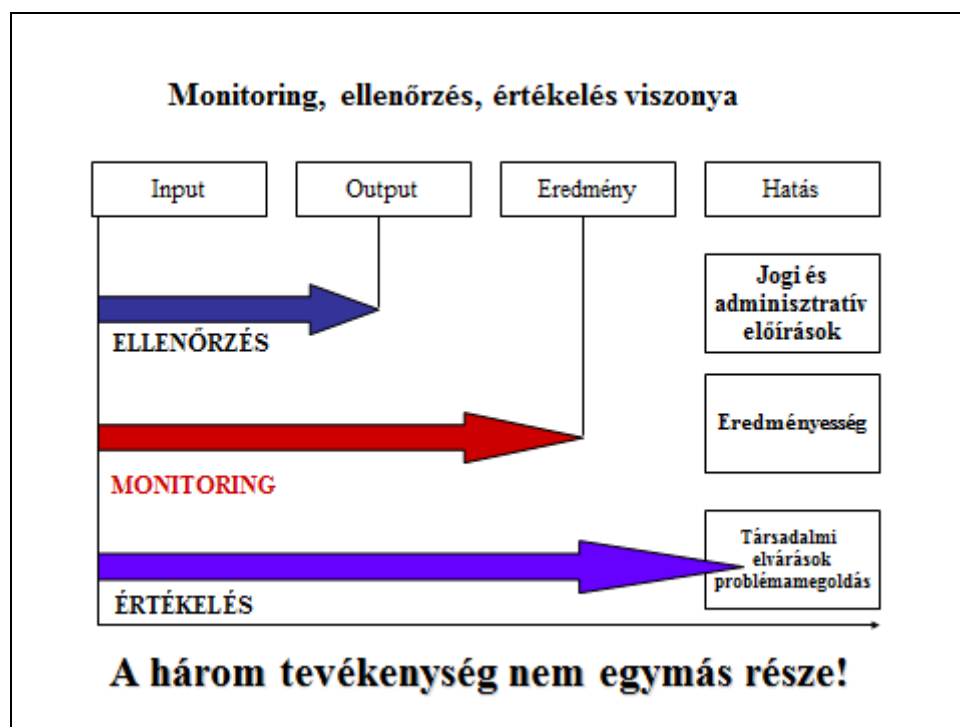 Monitoring, ellenőrzés, értékelés viszonya
Input
Output
Eredmény
Hatás
Jogi és
adminisztratív
előírások
ELLENŐRZÉS
Eredményesség
MONITORING
Társadalmi
elvárások
problémamegoldás
ÉRTÉKELÉS
A három tevékenység nem egymás része!